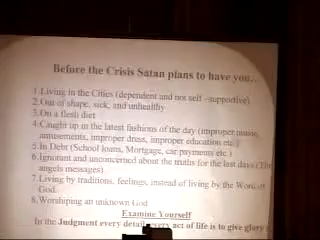 Before the Crisis Satan plans to have you...
1.Living in the Cities (dependent and not self -supportive)
2.Out of shape, sick, and unhealthy
3.On a flesh diet
4.Caught up in the latest fashions of the day (improper music,
amusements, improper dress, improper education etc.)
5.In Debt (School loans, Mortgage, car payments etc.)
6.Ignorant and unconcerned about the truths for the last days (
angels messages).
7.Living by traditions, feelings, instead of living by the Word of
God.
8.Worshiping an unknown God
Examine Yourself
In the Judgment every detail every act of life is to give glory